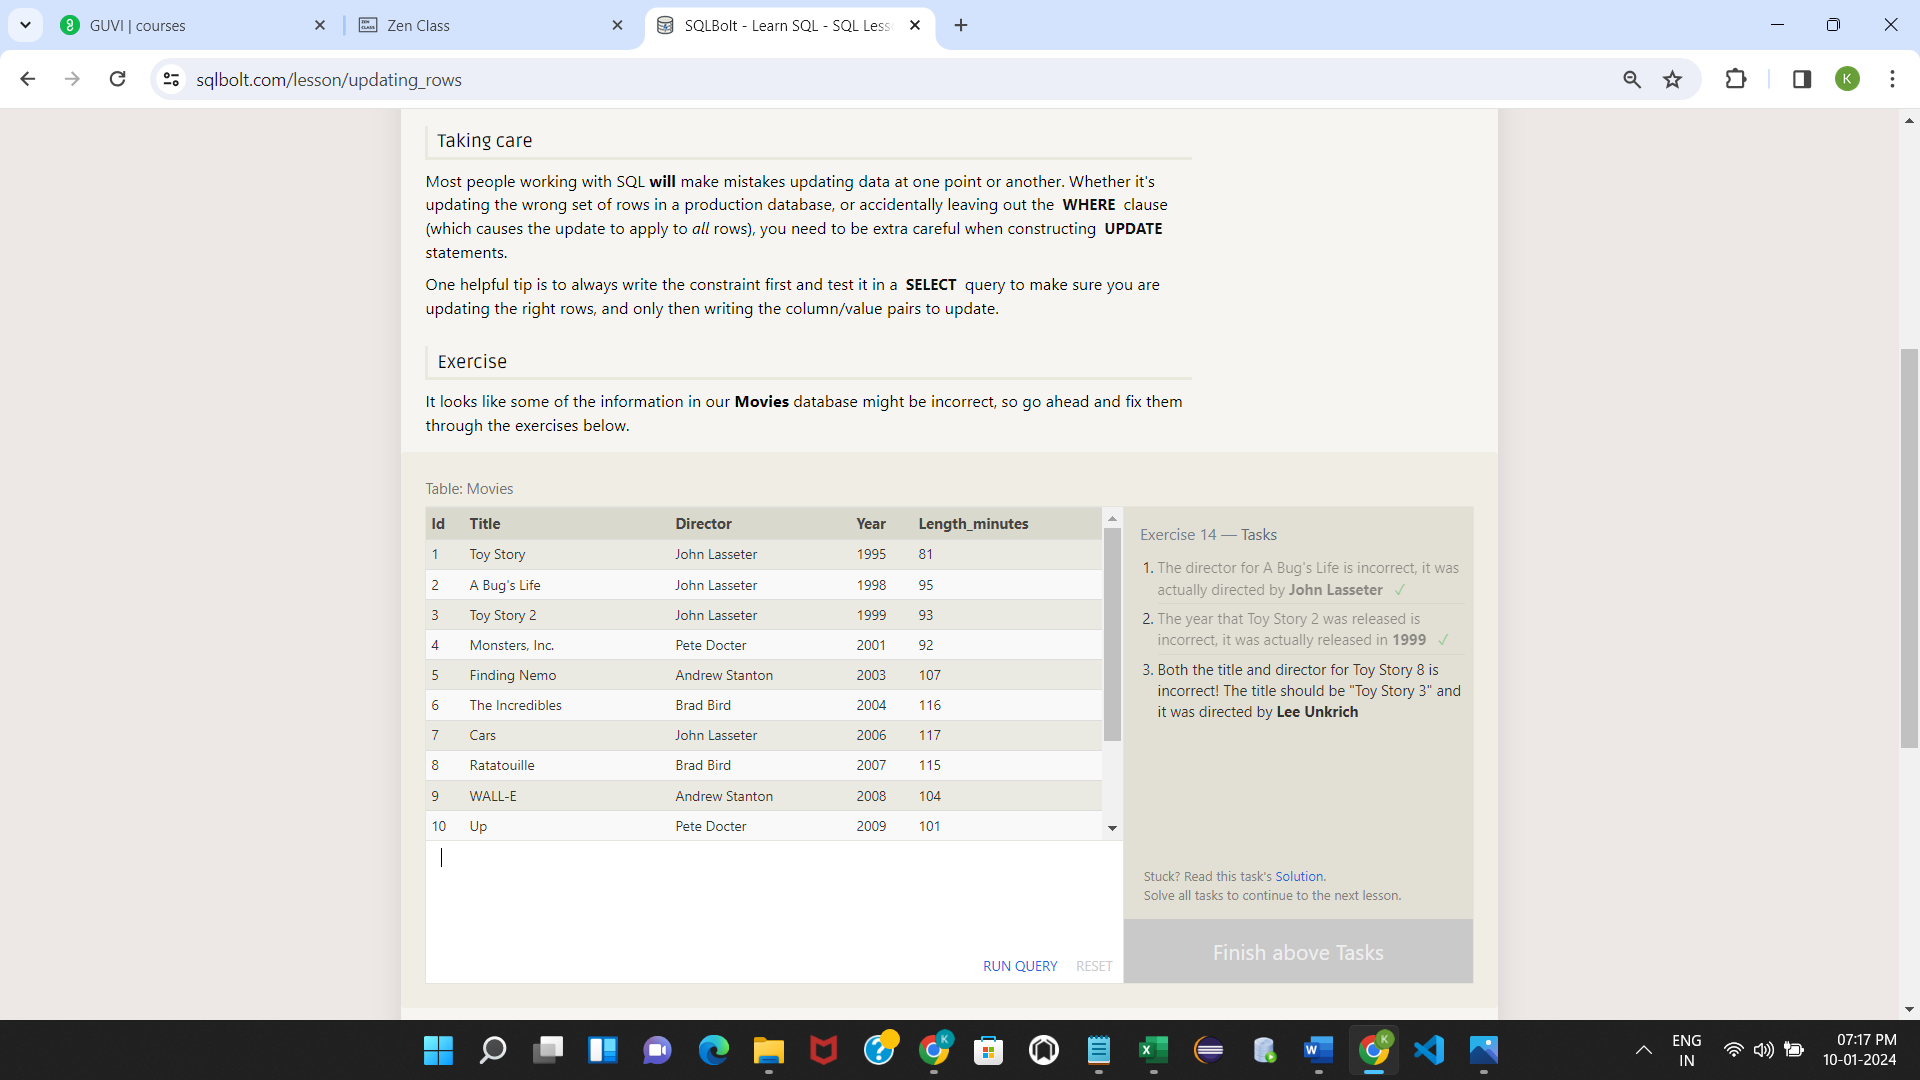 GUVI | courses
Zen Class
SQLBolt - Learn SQL - SQL Less
sqlbolt.com/lesson/updating_rows
K
Taking care
Most people working with SQL will make mistakes updating data at one point or another. Whether it's
updating the wrong set of rows in a production database, or accidentally leaving out the WHERE clause
(which causes the update to apply to all rows), you need to be extra careful when constructing UPDATE
statements.
One helpful tip is to always write the constraint first and test it in a SELECT query to make sure you are
updating the right rows, and only then writing the column/value pairs to update.
Exercise
It looks like some of the information in our Movies database might be incorrect, so go ahead and fix them
through the exercises below.
Table: Movies
Id Title Director Year Length_minutes
1 Toy Story John Lasseter 1995 81
2 A Bug's Life John Lasseter 1998 95
3 Toy Story 2 John Lasseter 1999 93
4 Monsters, Inc. Pete Docter 2001 92
5 Finding Nemo Andrew Stanton 2003 107
6 The Incredibles Brad Bird 2004 116
7 Cars John Lasseter 2006 117
8 Ratatouille Brad Bird 2007 115
9 WALL-E Andrew Stanton 2008 104
10 Up Pete Docter 2009 101
RUN QUERY RESET
Exercise 14 — Tasks
1. The director for A Bug's Life is incorrect, it was
actually directed by John Lasseter ✓
2. The year that Toy Story 2 was released is
incorrect, it was actually released in 1999 ✓
3. Both the title and director for Toy Story 8 is
incorrect! The title should be "Toy Story 3" and
it was directed by Lee Unkrich
Stuck? Read this task's Solution.
Solve all tasks to continue to the next lesson.
Finish above Tasks
ENG
IN
07:17 PM
10-01-2024